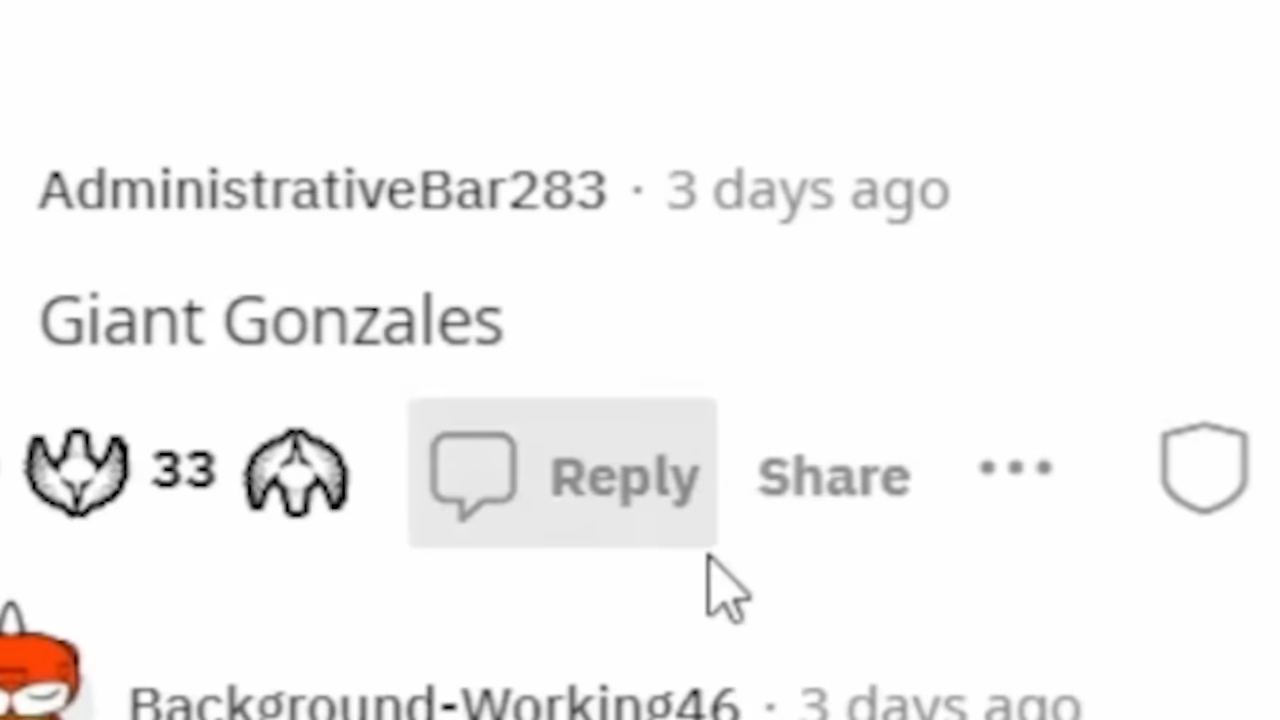 AdministrativeBar283 · 3 days ago
Giant Gonzales
33 Reply Share •••
Background-Working46 · 3 days ago